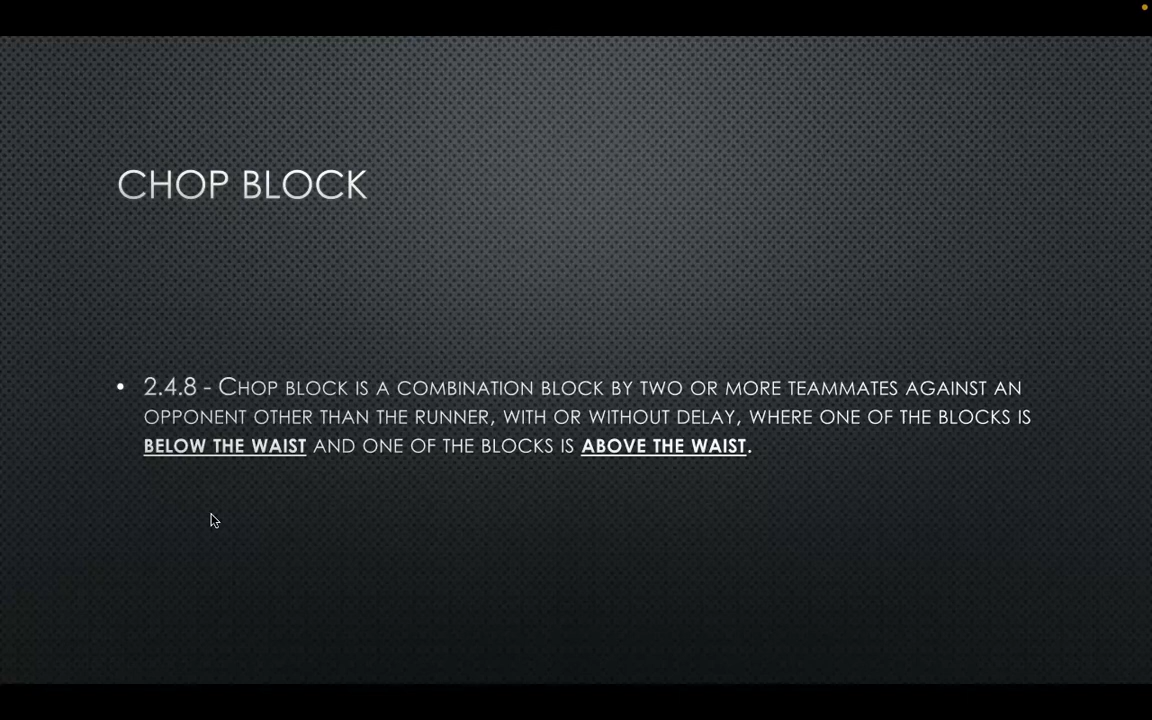 CHOP BLOCK
• 2.4.8 - CHOP BLOCK IS A COMBINATION BLOCK BY TWO OR MORE TEAMMATES AGAINST AN
OPPONENT OTHER THAN THE RUNNER, WITH OR WITHOUT DELAY, WHERE ONE OF THE BLOCKS IS
BELOW THE WAIST AND ONE OF THE BLOCKS IS ABOVE THE WAIST.